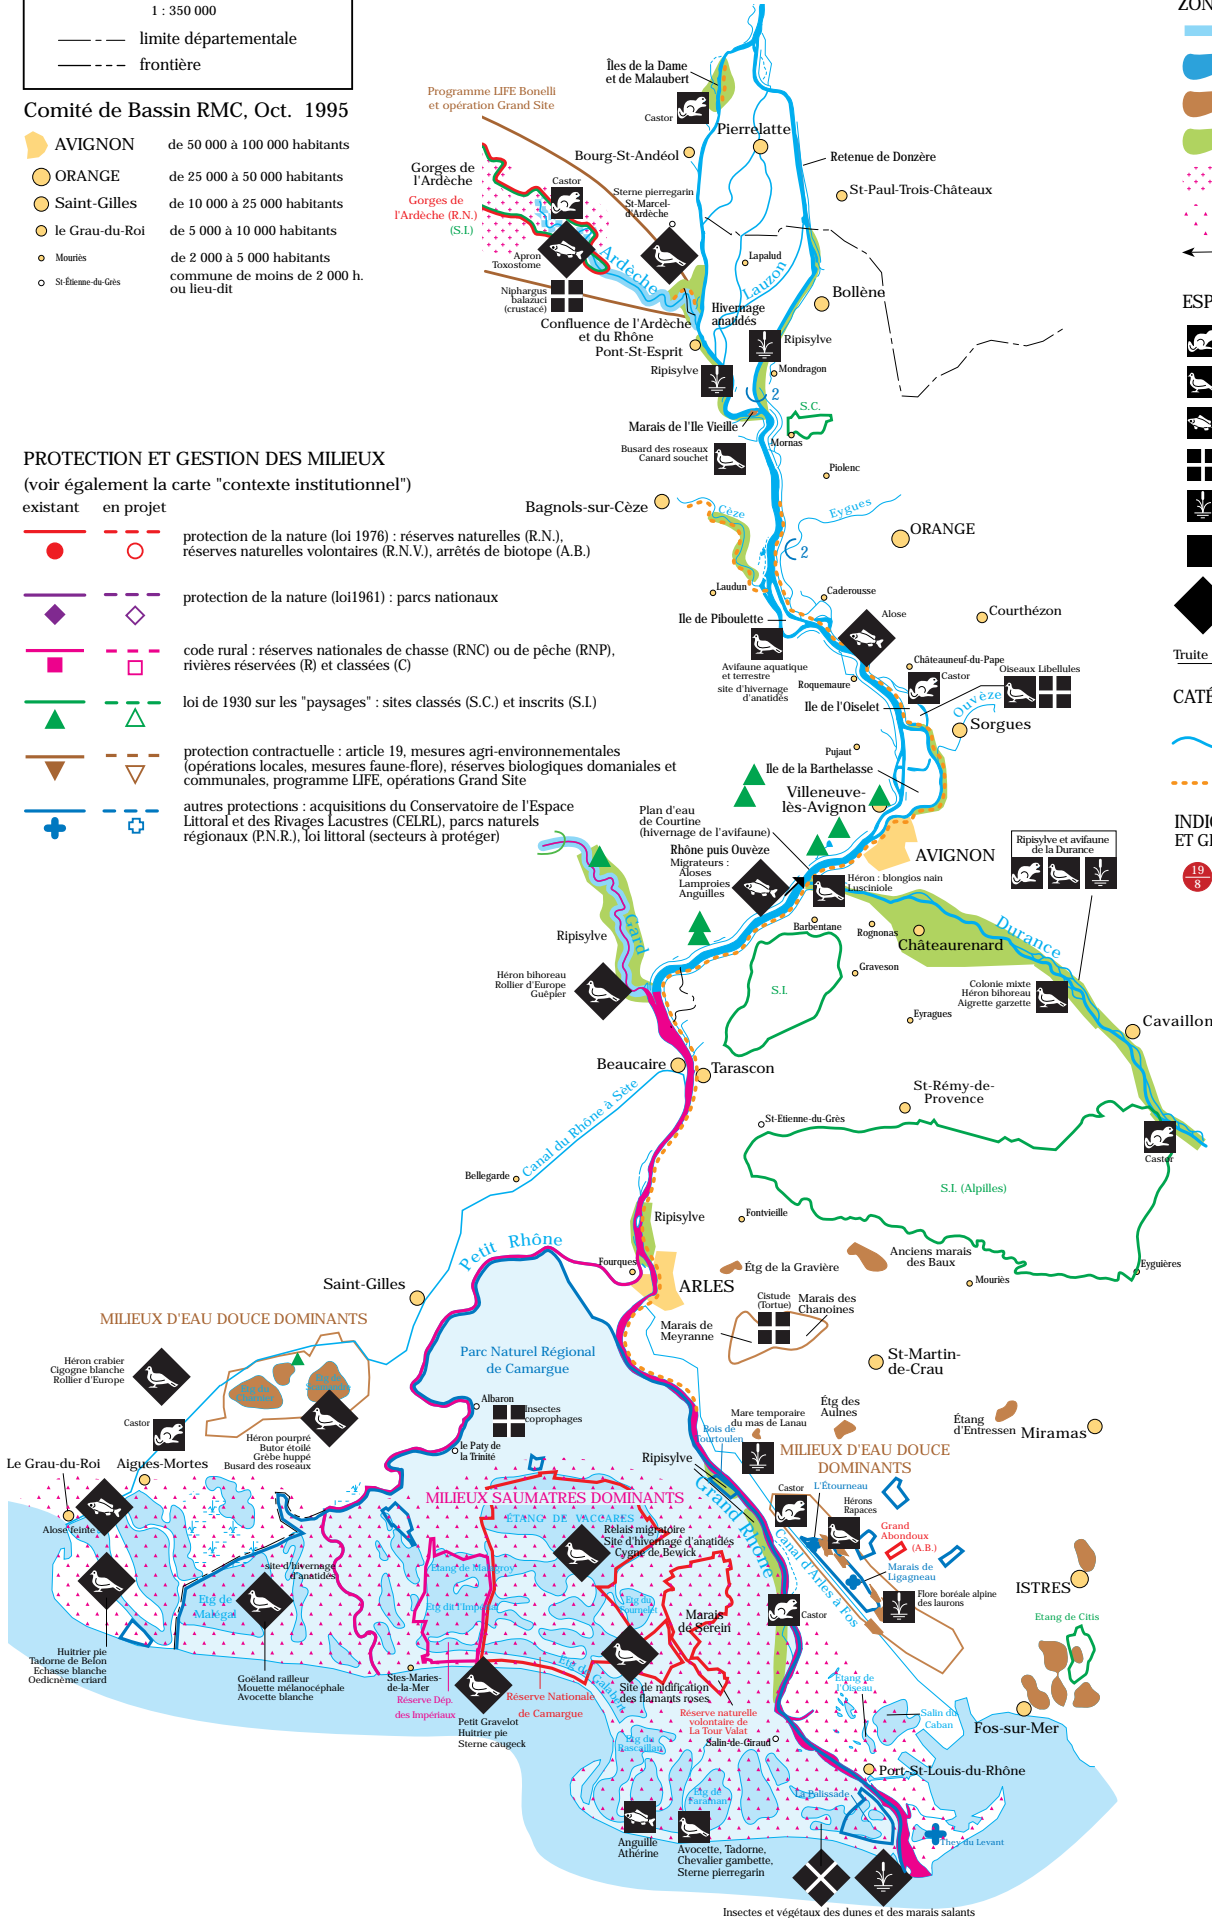 1 : 350 000
limite départementale
frontière
Comité de Bassin RMC, Oct. 1995
AVIGNON de 50 000 à 100 000 habitants
ORANGE de 25 000 à 50 000 habitants
Saint-Gilles de 10 000 à 25 000 habitants
le Grau-du-Roi de 5 000 à 10 000 habitants
Mouriès de 2 000 à 5 000 habitants
St-Étienne-du-Grès commune de moins de 2 000 h.
ou lieu-dit
PROTECTION ET GESTION DES MILIEUX
(voir également la carte "contexte institutionnel")
existant en projet
protection de la nature (loi 1976) : réserves naturelles (R.N.),
réserves naturelles volontaires (R.N.V.), arrêtés de biotope (A.B.)
protection de la nature (loi1961) : parcs nationaux
code rural : réserves nationales de chasse (RNC) ou de pêche (RNP),
rivières réservées (R) et classées (C)
loi de 1930 sur les "paysages" : sites classés (S.C.) et inscrits (S.I.)
protection contractuelle : article 19, mesures agri-environnementales
(opérations locales, mesures faune-flore), réserves biologiques domaniales et
communales, programme LIFE, opérations Grand Site
autres protections : acquisitions du Conservatoire de l'Espace
Littoral et des Rivages Lacustres (CELRL), parcs naturels
régionaux (P.N.R.), loi littoral (secteurs à protéger)
ZON
ESP
Truite
CATÉ
INDI
ET G
19
8
Îles de la Dame
et de Malaubert
Castor
Programme LIFE Bonelli
et opération Grand Site
Pierrelatte
Bourg-St-Andéol
Retenue de Donzère
St-Paul-Trois-Châteaux
Gorges de
l'Ardèche
Gorges de
l'Ardèche (R.N.)
(S.I.)
Castor
Sterne pierregarin
St-Marcel-
d'Ardèche
Apron
Toxostome
Ardèche
Lapalud
Lauzon
Bollène
Niphargus
balazuci
(crustacé)
Hivernage
anatidés
Confluence de l'Ardèche
et du Rhône
Pont-St-Esprit
Ripisylve
Ripisylve
Mondragon
2
S.C.
Marais de l'Ile Vieille
Mornas
Busard des roseaux
Canard souchet
Piolenc
Bagnols-sur-Cèze
Cèze
Eygues
ORANGE
2
Laudun
Caderousse
Ile de Piboulette
Alose
Courthézon
Avifaune aquatique
et terrestre
site d'hivernage
d'anatidés
Châteauneuf-du-Pape
Castor
Oiseaux Libellules
Roquemaure
Ile de l'Oiselet
Ouvèze
Sorgues
Pujaut
Ile de la Barthelasse
Villeneuve-
lès-Avignon
Plan d'eau
de Courtine
(hivernage de l'avifaune)
AVIGNON
Rhône puis Ouvèze
Migrateurs :
Aloses
Lamproies
Anguilles
Héron : blongios nain
Lusciniole
Ripisylve et avifaune
de la Durance
Barbentane
Rognonas
Châteaurenard
Durance
Gard
Ripisylve
Graveson
S.I.
Héron bihoreau
Rollier d'Europe
Guêpier
Colonie mixte
Héron bihoreau
Aigrette garzette
Eyragues
Cavaillon
Beaucaire
Tarascon
Canal du Rhône à Sète
St-Rémy-de-
Provence
St-Etienne-du-Grès
Castor
Bellegarde
S.I. (Alpilles)
Ripisylve
Fontvieille
Petit Rhône
Fourques
Anciens marais
des Baux
Étg de la Gravière
Eyguières
Mouriès
Saint-Gilles
ARLES
Cistude
(Tortue)
Marais des
Chanoines
Marais de
Meyranne
MILIEUX D'EAU DOUCE DOMINANTS
Parc Naturel Régional
de Camargue
St-Martin-
de-Crau
Héron crabier
Cigogne blanche
Rollier d'Europe
Castor
Héron pourpré
Butor étoilé
Grèbe huppé
Busard des roseaux
Albaron
Insectes
coprophages
le Paty de
la Trinité
Mare temporaire
du mas de Lanau
Étg des
Aulnes
Étang
d'Entressen
Miramas
Bois de
Tourtoulen
Ripisylve
MILIEUX D'EAU DOUCE
DOMINANTS
Le Grau-du-Roi
Aigues-Mortes
Alose feinte
MILIEUX SAUMATRES DOMINANTS
ÉTANG DE VACCARES
Relais migratoire
Site d'hivernage d'anatidés
Cygne de Bewick
Grand Rhône
Castor
L'Étourneau
Hérons
Rapaces
Grand
Abondoux
(A.B.)
Marais de
Ligagneau
Canal d'Arles à Fos
Flore boréale alpine
des laurons
ISTRES
Etang de Citis
site d'hivernage
d'anatidés
Etg de
Malégal
Marais
de Serein
Castor
Huitrier pie
Tadorne de Belon
Echasse blanche
Oedicnème criard
Goëland railleur
Mouette mélanocéphale
Avocette blanche
Stes-Maries-
de-la-Mer
Réserve Dép.
des Impériaux
Réserve Nationale
de Camargue
Petit Gravelot
Huitrier pie
Sterne caugeck
Site de nidification
des flamants roses
Réserve naturelle
volontaire de
La Tour Valat
Salin-de-Giraud
Étang de
l'Oiseau
Salin du
Caban
Fos-sur-Mer
Port-St-Louis-du-Rhône
Etg de
Rascaillan
Etg de
Faraman
La Palissade
They du Levant
Anguille
Athérine
Avocette, Tadorne,
Chevalier gambette,
Sterne pierregarin
Insectes et végétaux des dunes et des marais salants